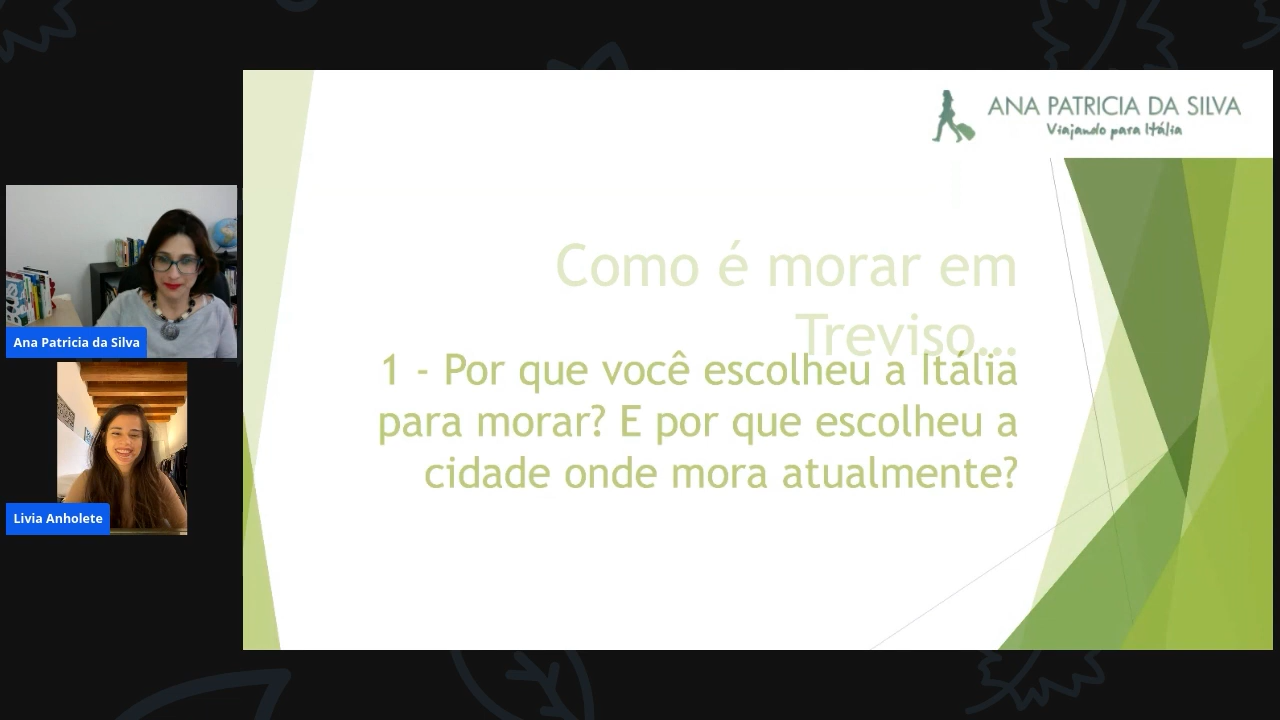 ANA PATRICIA DA SILVA
Viajando para Itália
Como é morar em
Treviso...
1 - Por que você escolheu a Itália
para morar? E por que escolheu a
cidade onde mora atualmente?
Ana Patricia da Silva
Livia Anholete